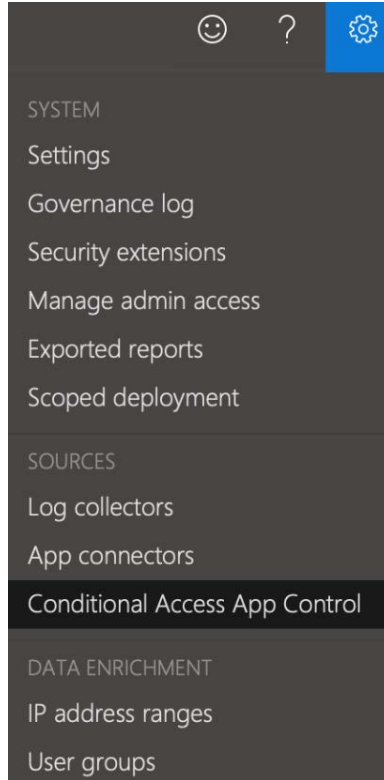 ?
SYSTEM
Settings
Governance log
Security extensions
Manage admin access
Exported reports
Scoped deployment
SOURCES
Log collectors
App connectors
Conditional Access App Control
DATA ENRICHMENT
IP address ranges
User groups